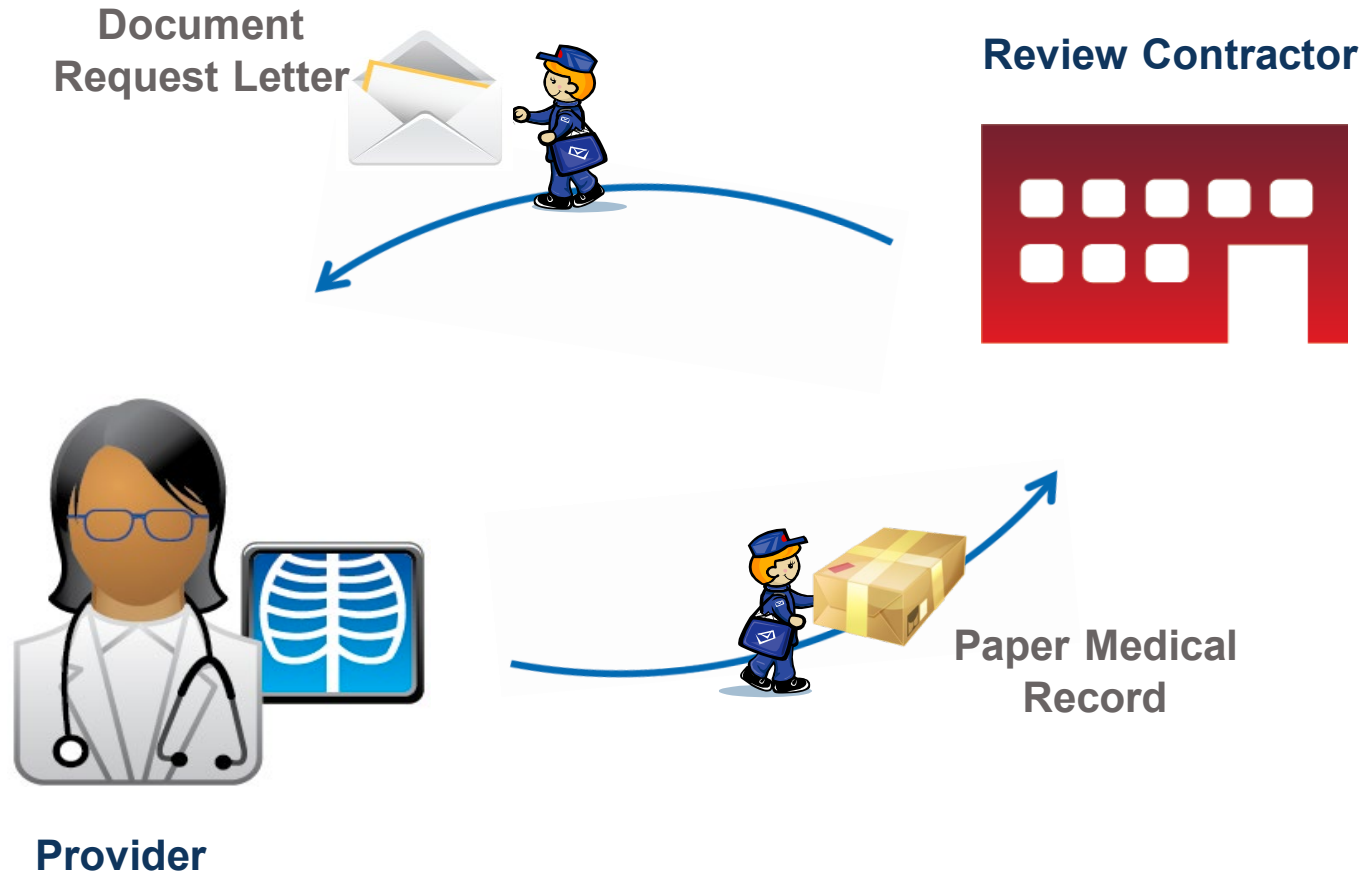 Document
Request Letter
Review Contractor
Paper Medical
Record
Provider